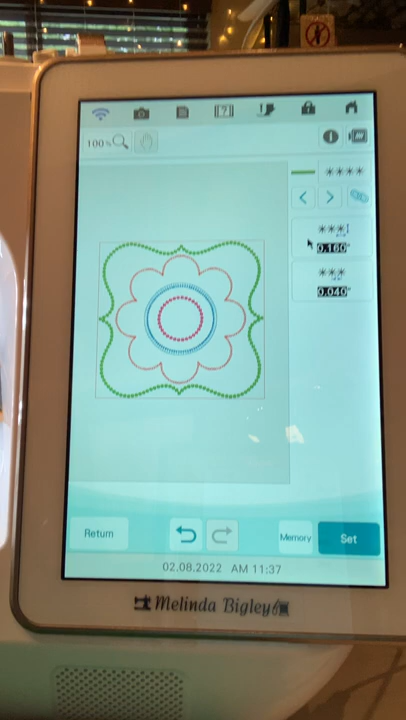 100%
0.160"
0.040"
Return
Memory
Set
02.08.2022 AM 11:37
Melinda Bigley